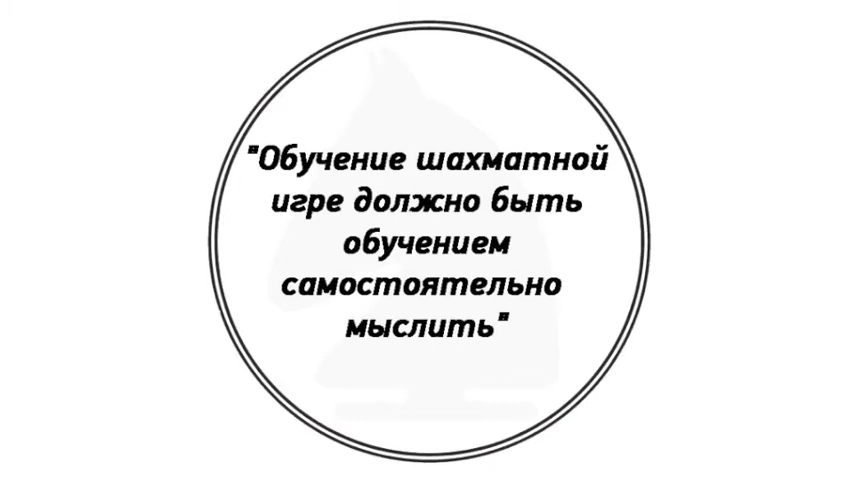 "Обучение шахматной
игре должно быть
обучением
самостоятельно
мыслить"